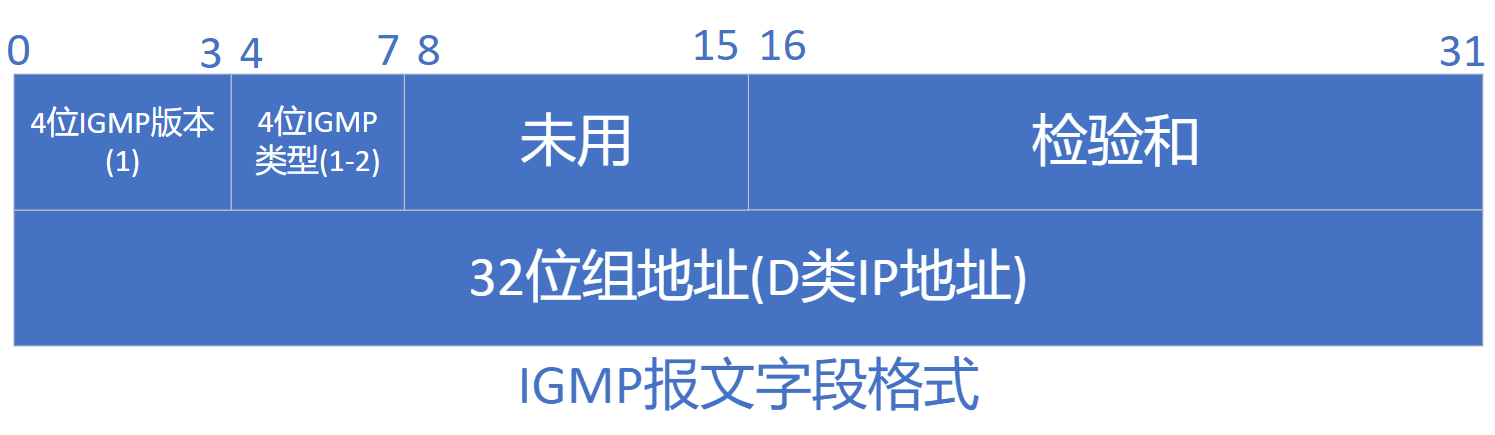 0 3 4 7 8 15 16 31
4位IGMP版本
(1)
4位IGMP
类型(1-2)
未用
检验和
32位组地址(D类IP地址)
IGMP报文字段格式